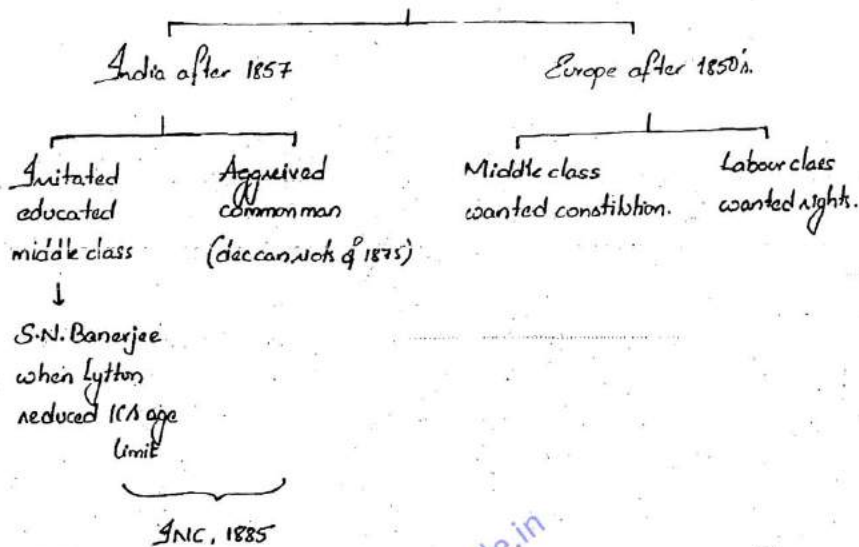 India after 1857
Europe after 1850's.
Irritated
educated
middle class
Aggreived
common man
(deccan riots of 1875)
Middle class
wanted constitution.
Labour class
wanted rights.
S.N. Banerjee
when Lytton
reduced ICS age
limit
INC, 1885